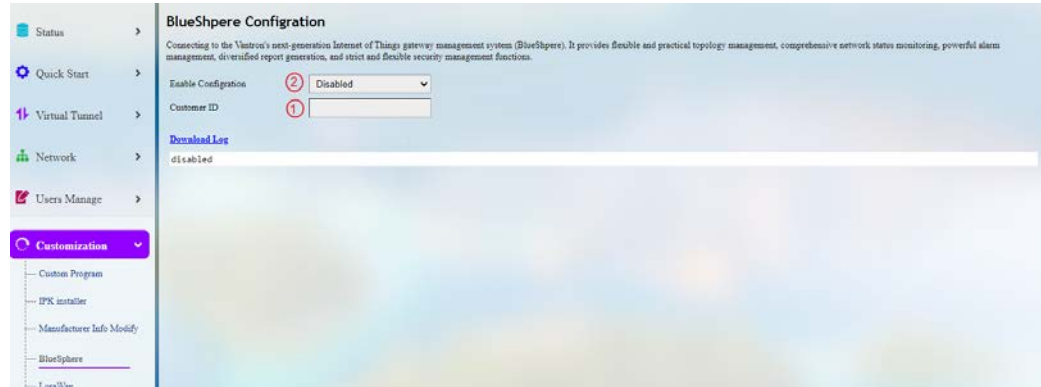 Status
Quick Start
Virtual Tunnel
Network
Users Manage
Customization
Custom Program
IPK installer
Manufacturer Info Modify
BlueSphere
LoraWan
BlueShpere Configration
Connecting to the Vantron's next-generation Internet of Things gateway management system (BlueShpere). It provides flexible and practical topology management, comprehensive network status monitoring, powerful alarm
management, diversified report generation, and strict and flexible security management functions.
Enable Configration 2 Disabled
Customer ID 1
Download Log
disabled